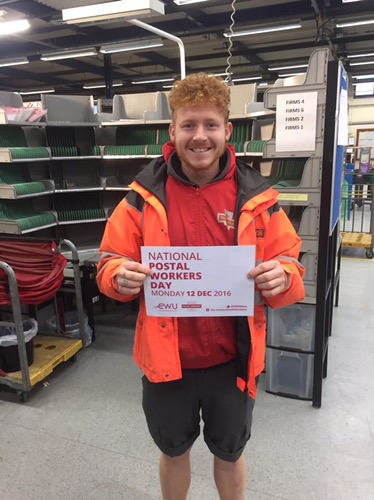 FIRMS 4
FIRMS 6
FIRMS 2
FIRMS 1
NATIONAL
POSTAL
WORKERS
DAY
MONDAY 12 DEC 2016
CWU